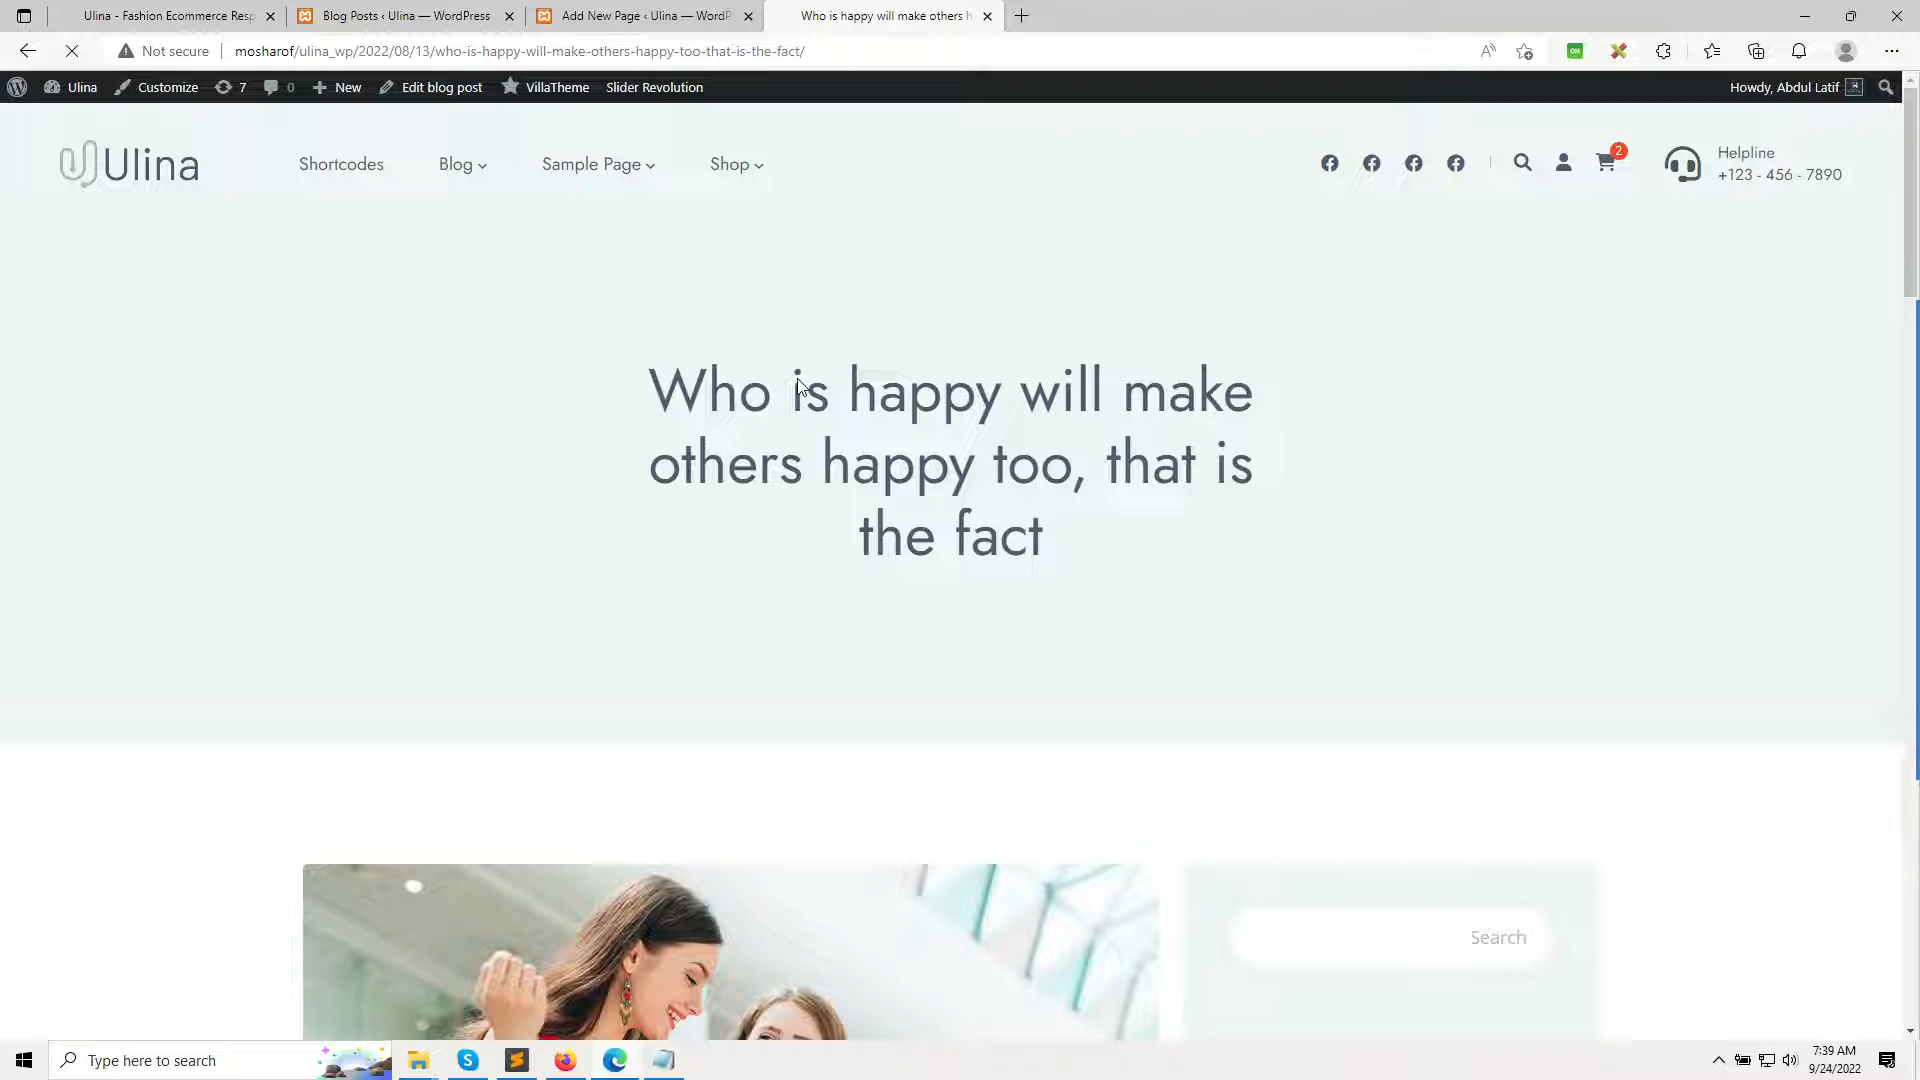 Ulina - Fashion Ecommerce Resp
Blog Posts ‹ Ulina — WordPress
Add New Page ‹ Ulina — WordP
Who is happy will make others h
Not secure
mosharof/ulina_wp/2022/08/13/who-is-happy-will-make-others-happy-too-that-is-the-fact/
Ulina
Customize
7
0
New
Edit blog post
VillaTheme
Slider Revolution
Howdy, Abdul Latif
Ulina
Shortcodes
Blog
Sample Page
Shop
2
Helpline
+123 - 456 - 7890
Who is happy will make
others happy too, that is
the fact
Search
Type here to search
7:39 AM
9/24/2022